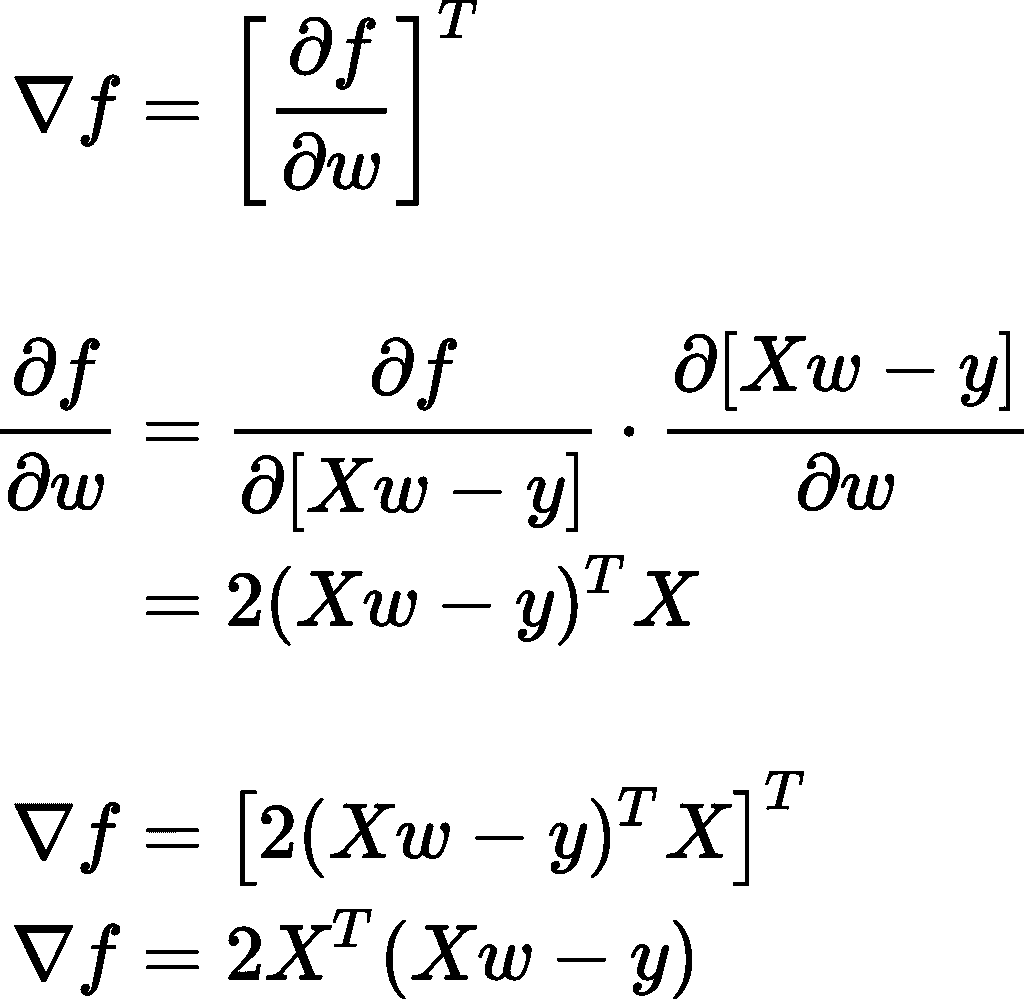 ∇f = [∂f/∂w]^T
∂f/∂w = ∂f/∂[Xw − y] · ∂[Xw − y]/∂w
= 2(Xw − y)^T X
∇f = [2(Xw − y)^T X]^T
∇f = 2X^T(Xw − y)